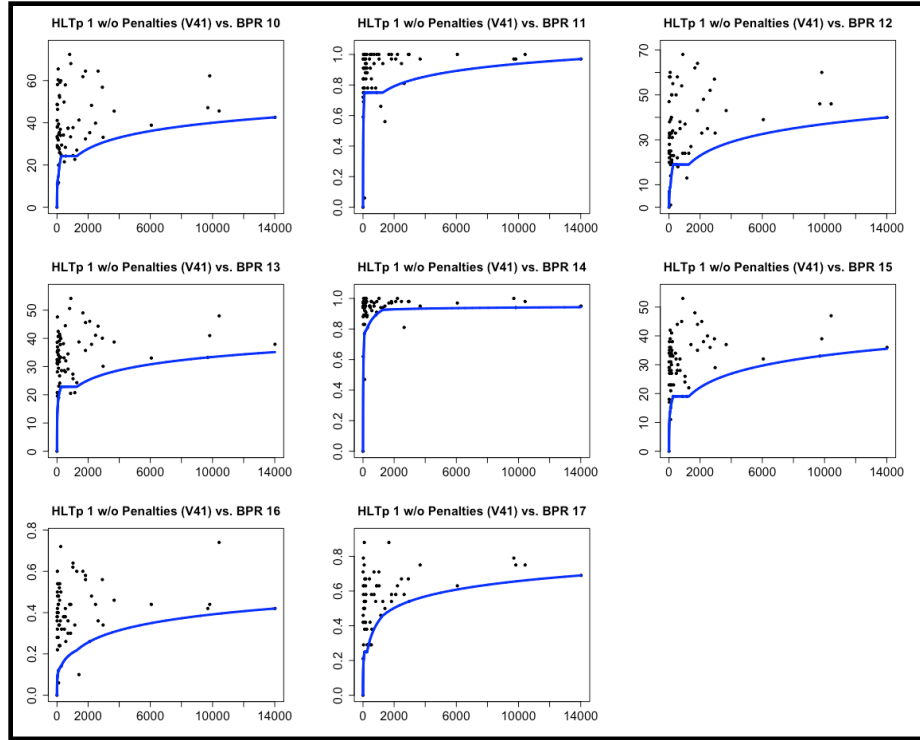 HLTp 1 w/o Penalties (V41) vs. BPR 10
HLTp 1 w/o Penalties (V41) vs. BPR 11
HLTp 1 w/o Penalties (V41) vs. BPR 12
60
40
20
0
0 2000 6000 10000 14000
1.0
0.8
0.6
0.4
0.2
0.0
0 2000 6000 10000 14000
70
50
30
10
0
0 2000 6000 10000 14000
HLTp 1 w/o Penalties (V41) vs. BPR 13
HLTp 1 w/o Penalties (V41) vs. BPR 14
HLTp 1 w/o Penalties (V41) vs. BPR 15
50
40
30
20
10
0
0 2000 6000 10000 14000
1.0
0.8
0.6
0.4
0.2
0.0
0 2000 6000 10000 14000
50
40
30
20
10
0
0 2000 6000 10000 14000
HLTp 1 w/o Penalties (V41) vs. BPR 16
HLTp 1 w/o Penalties (V41) vs. BPR 17
0.8
0.6
0.4
0.2
0.0
0 2000 6000 10000 14000
0.8
0.6
0.4
0.2
0.0
0 2000 6000 10000 14000